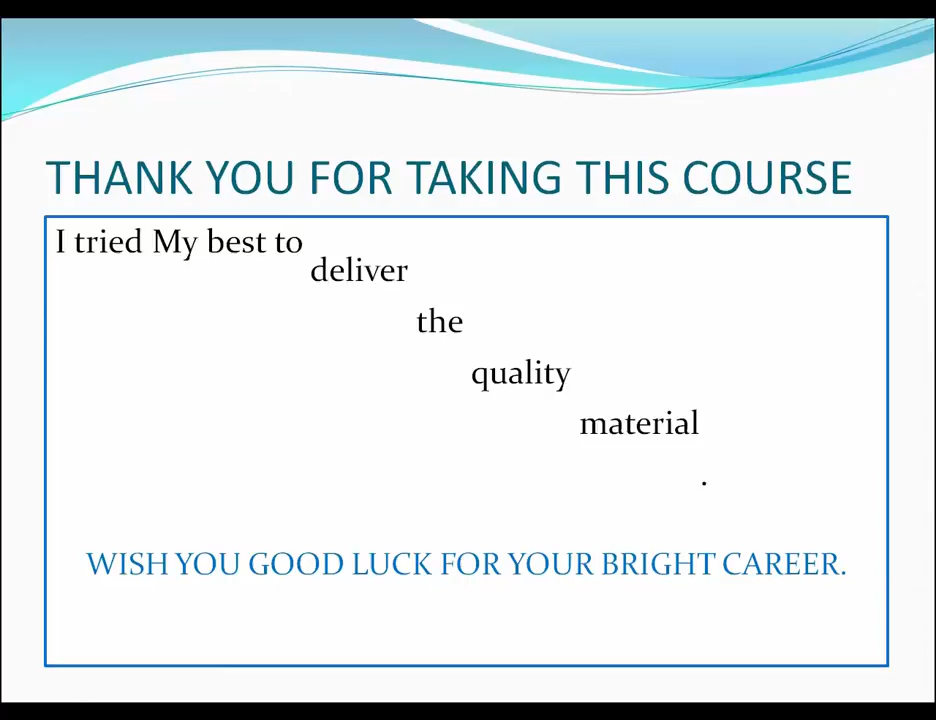 THANK YOU FOR TAKING THIS COURSE
I tried My best to
deliver
the
quality
material
.
WISH YOU GOOD LUCK FOR YOUR BRIGHT CAREER.